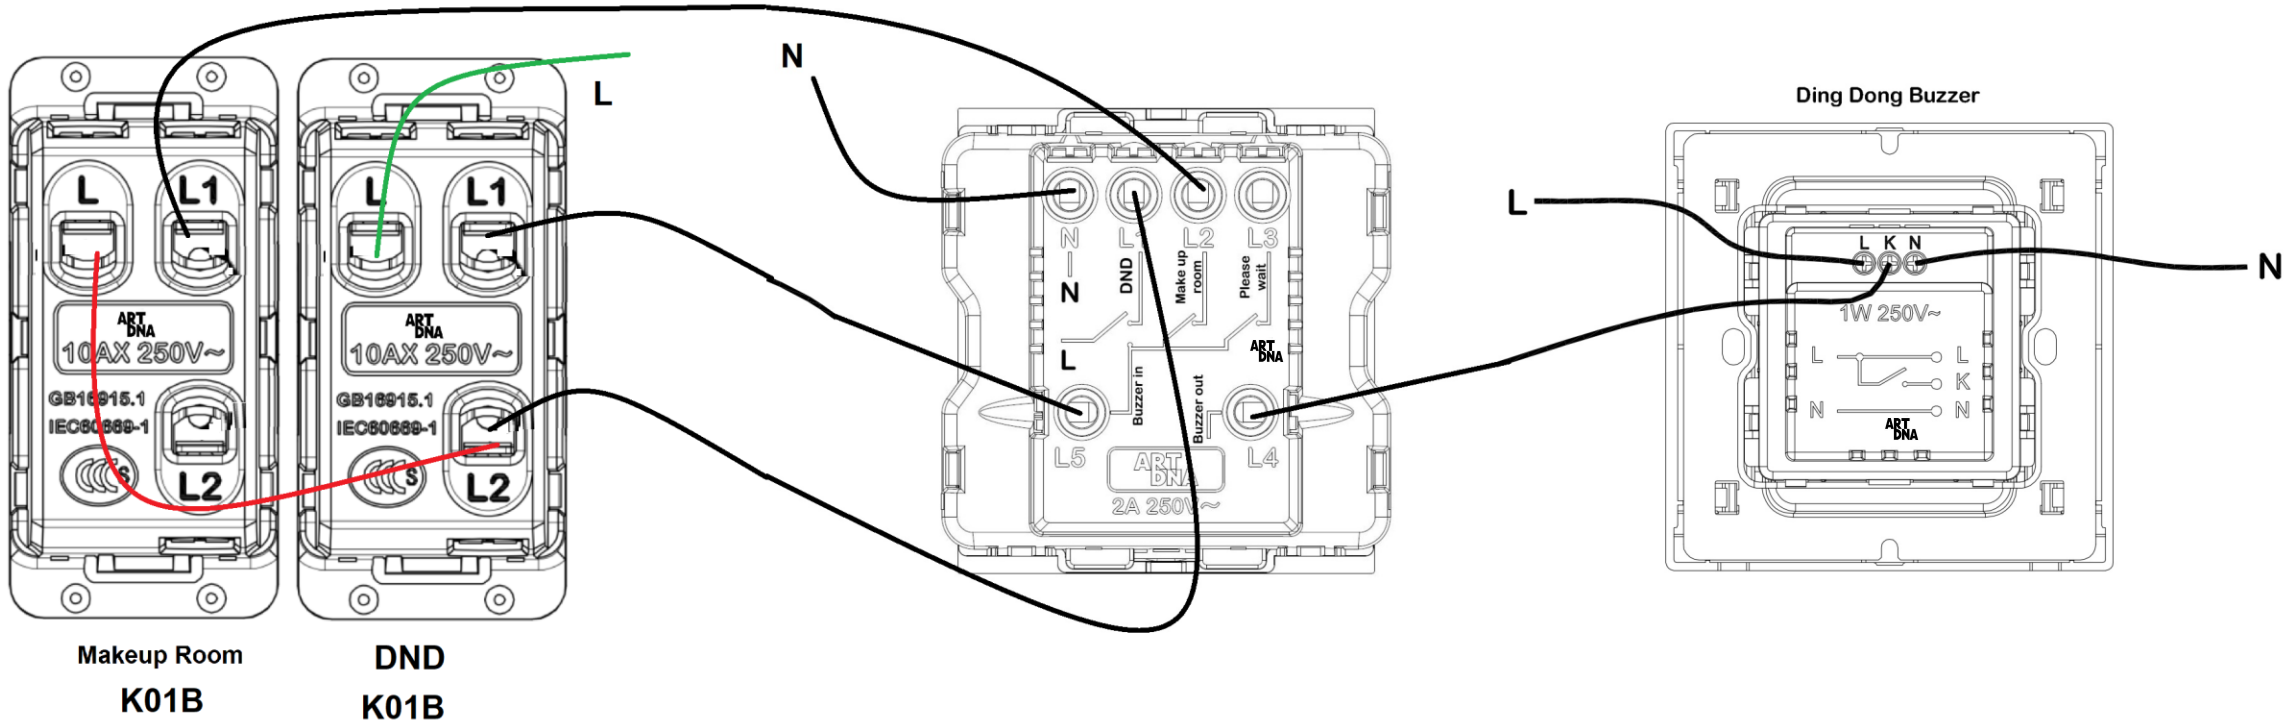 L
L1
ART
DNA
10AX 250V~
GB16915.1
IEC60669-1
S
L2
Makeup Room
K01B
L
L
L1
ART
DNA
10AX 250V~
GB16915.1
IEC60669-1
S
L2
DND
K01B
N
N
L1
L2
L3
N
DND
Make up
room
Please
wait
L
ART
DNA
Buzzer in
Buzzer out
L5
L4
ART
DNA
2A 250V~
Ding Dong Buzzer
L
N
L K N
1W 250V~
L
L
K
N
N
ART
DNA